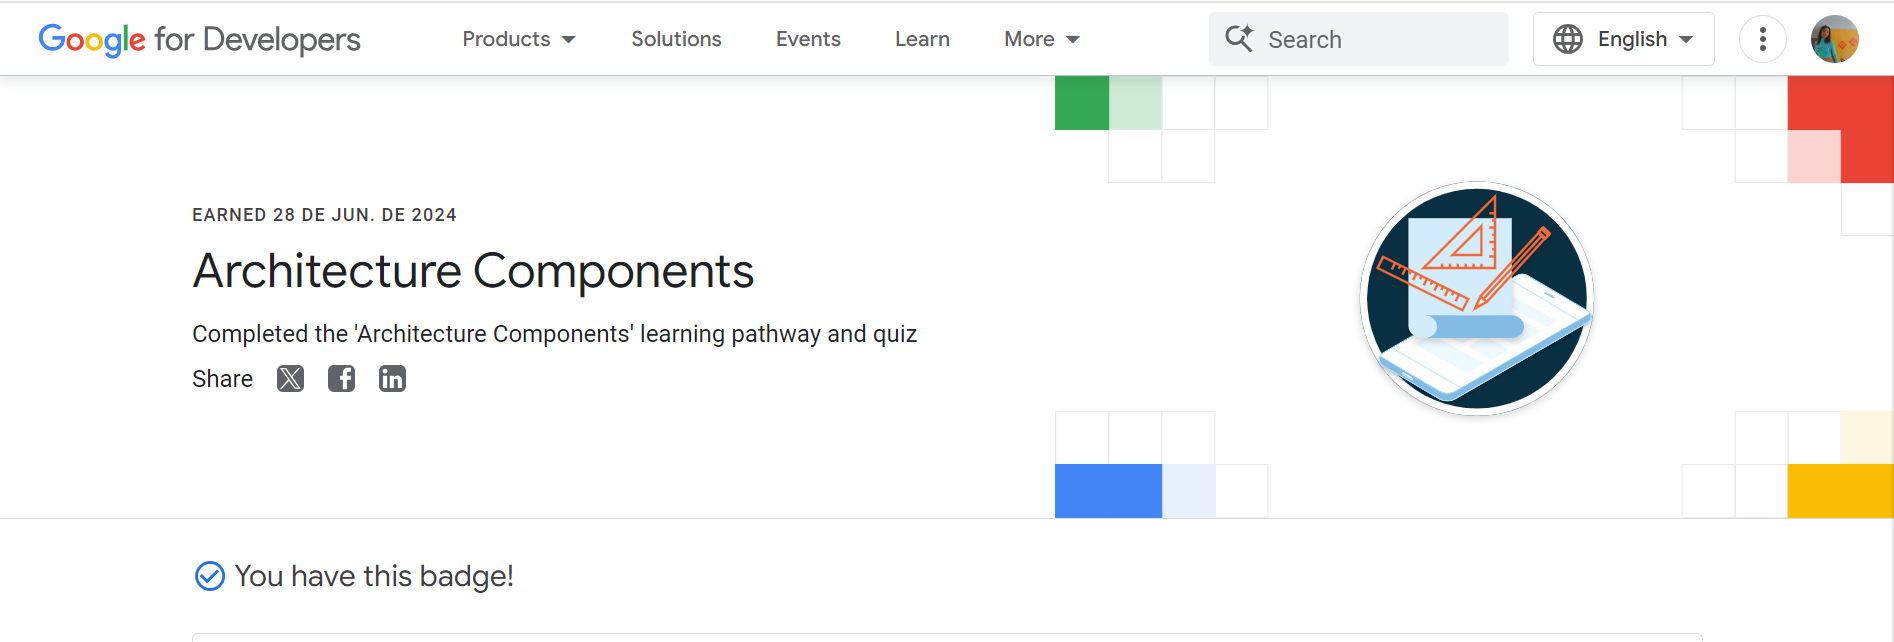 Google for Developers Products Solutions Events Learn More Search English
EARNED 28 DE JUN. DE 2024
Architecture Components
Completed the 'Architecture Components' learning pathway and quiz
Share
You have this badge!